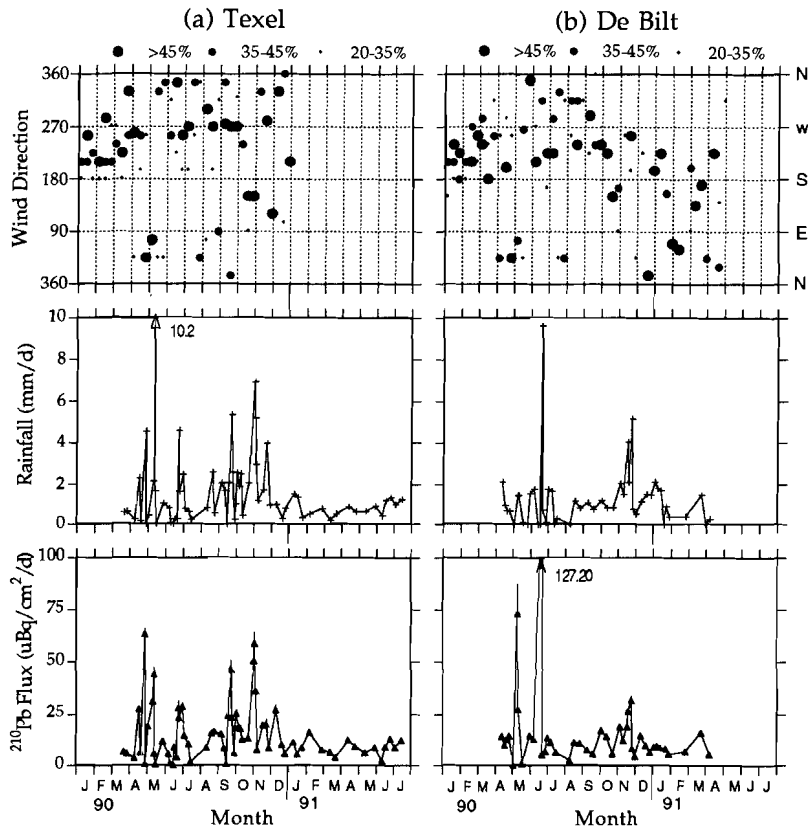 (a) Texel
(b) De Bilt
>45% 35-45% 20-35%
>45% 35-45% 20-35%
Wind Direction
360
270
180
90
360
N
W
S
E
N
Rainfall (mm/d)
10
8
6
4
2
0
10.2
²¹⁰Pb Flux (uBq/cm²/d)
100
75
50
25
0
127.20
J F M A M J J A S O N D J F M A M J J
J F M A M J J A S O N D J F M A M J J
90 91
90 91
Month
Month